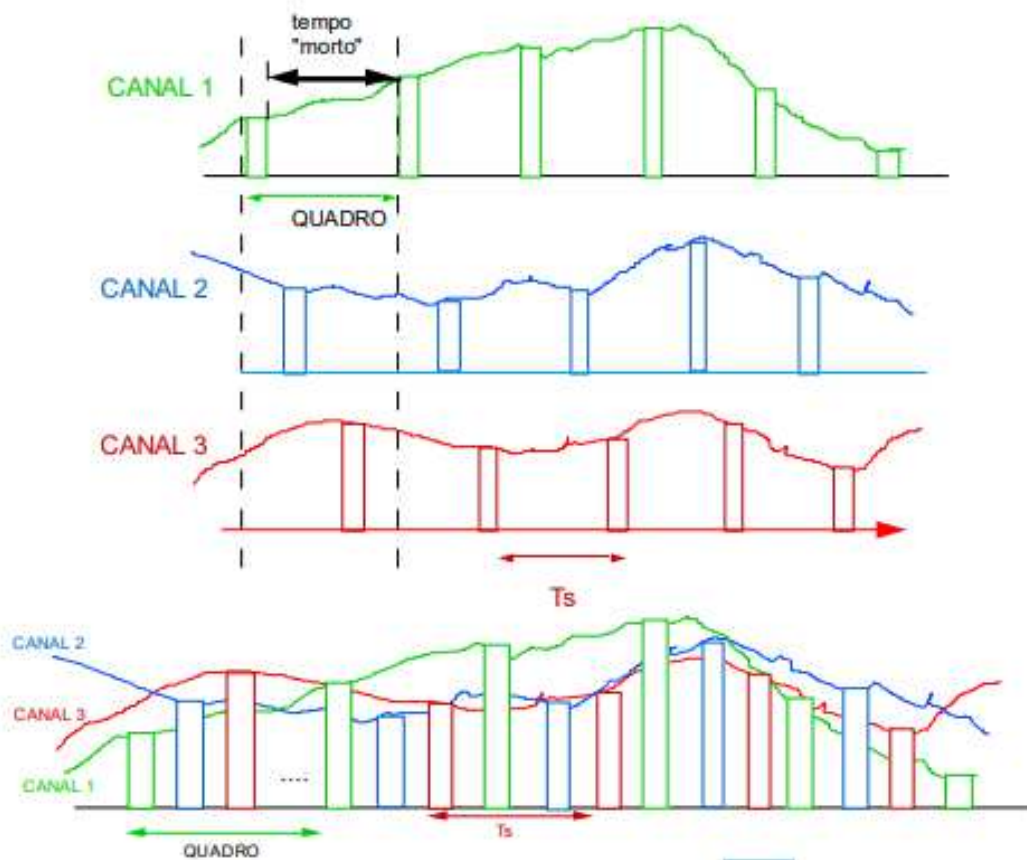 tempo
"morto"
CANAL 1
QUADRO
CANAL 2
CANAL 3
Ts
CANAL 2
CANAL 3
....
CANAL 1
Ts
QUADRO